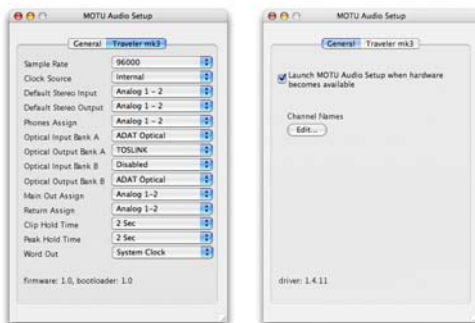 MOTU Audio Setup
General Traveler mk3
Sample Rate 96000
Clock Source Internal
Default Stereo Input Analog 1 - 2
Default Stereo Output Analog 1 - 2
Phones Assign Analog 1 - 2
Optical Input Bank A ADAT Optical
Optical Output Bank A TOSLINK
Optical Input Bank B Disabled
Optical Output Bank B ADAT Optical
Main Out Assign Analog 1-2
Return Assign Analog 1-2
Clip Hold Time 2 Sec
Peak Hold Time 2 Sec
Word Out System Clock
firmware: 1.0, bootloader: 1.0
MOTU Audio Setup
General Traveler mk3
Launch MOTU Audio Setup when hardware
becomes available
Channel Names
Edit...
driver: 1.4.11